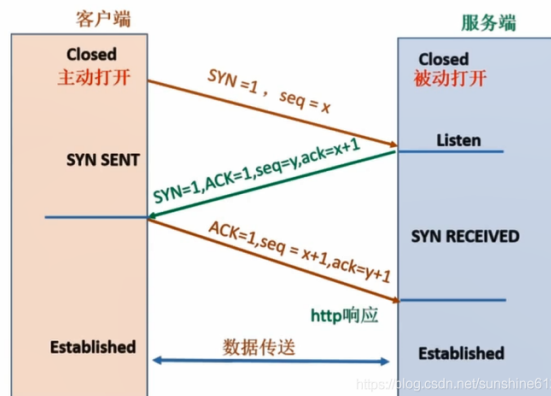 客户端
服务端
Closed
主动打开
Closed
被动打开
SYN =1 ， seq = x
Listen
SYN SENT
SYN=1,ACK=1,seq=y,ack=x+1
ACK=1,seq = x+1,ack=y+1
SYN RECEIVED
http响应
数据传送
Established
Established
https://blog.csdn.net/sunshine61